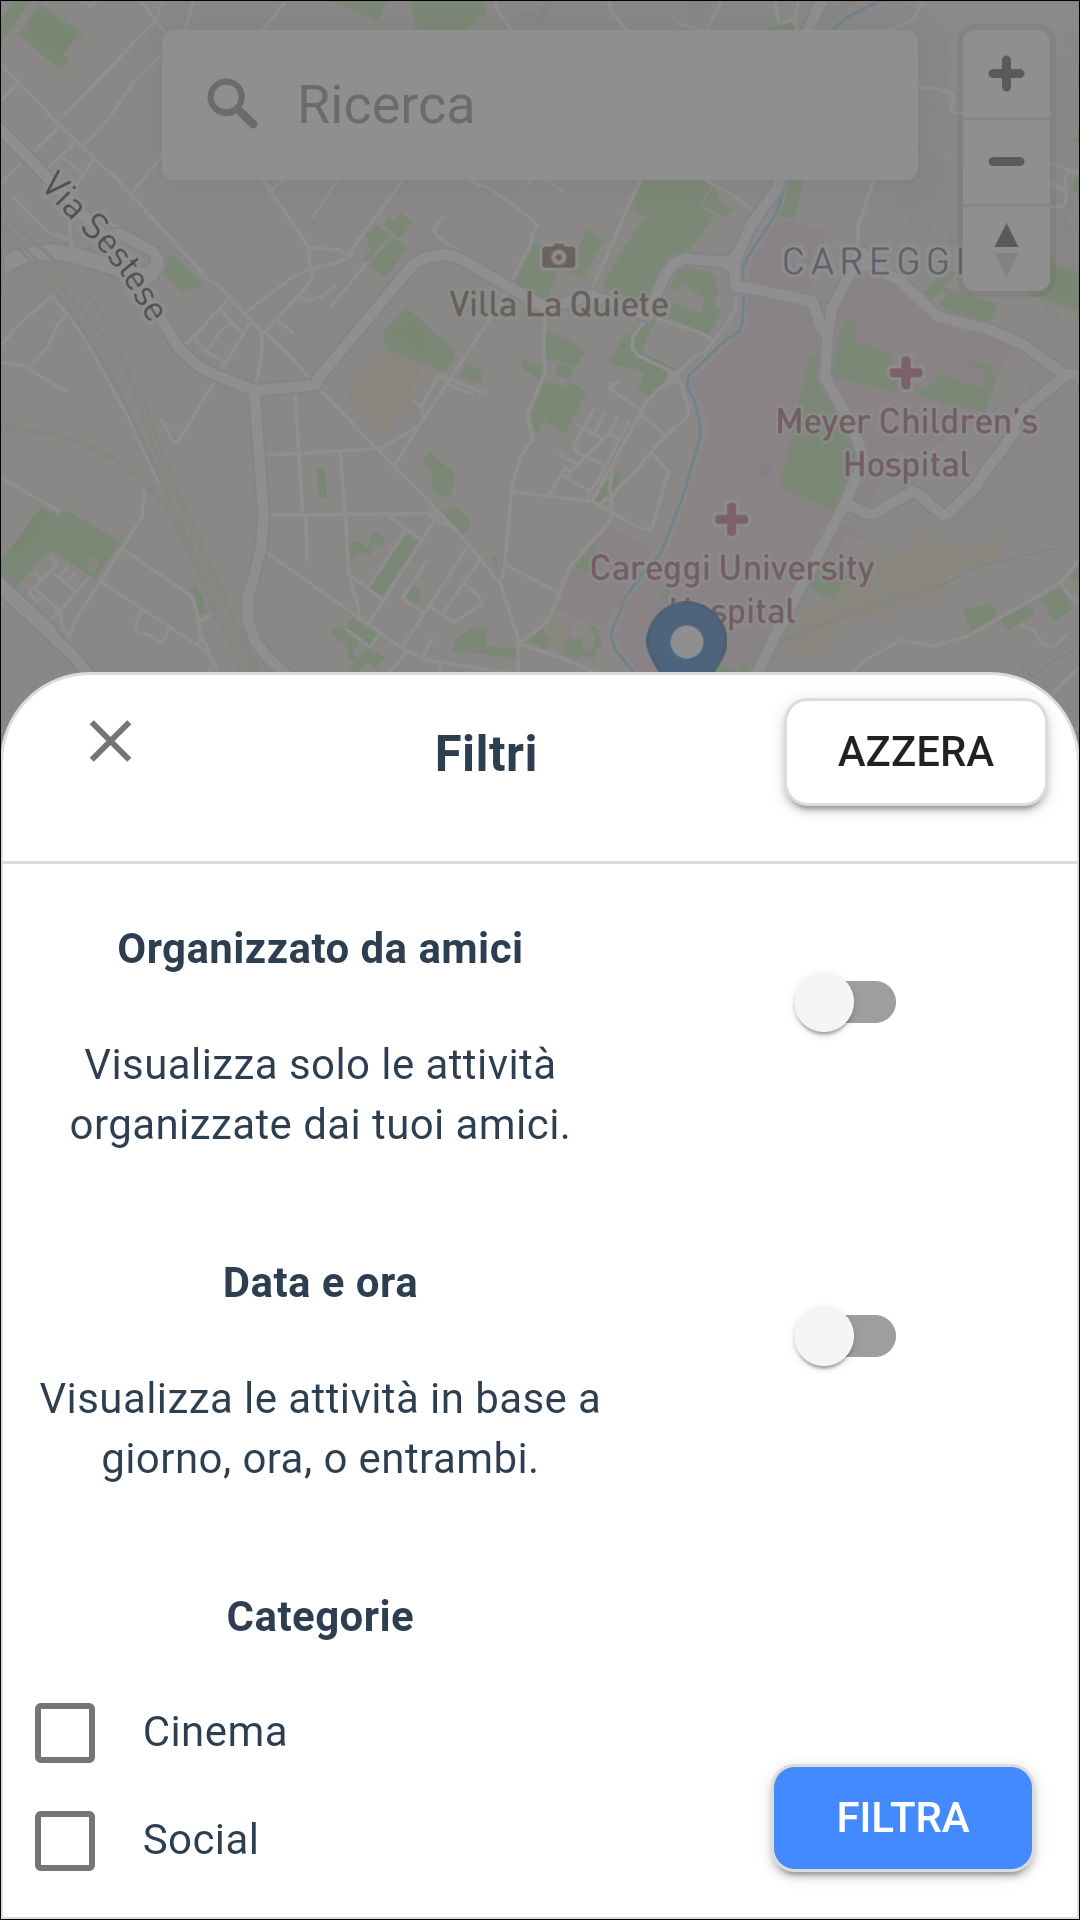 Ricerca
Via Sestese
CAREGGI
Villa La Quiete
Meyer Children's
Hospital
Careggi University
Hospital
Filtri
AZZERA
Organizzato da amici
Visualizza solo le attività
organizzate dai tuoi amici.
Data e ora
Visualizza le attività in base a
giorno, ora, o entrambi.
Categorie
Cinema
Social
FILTRA